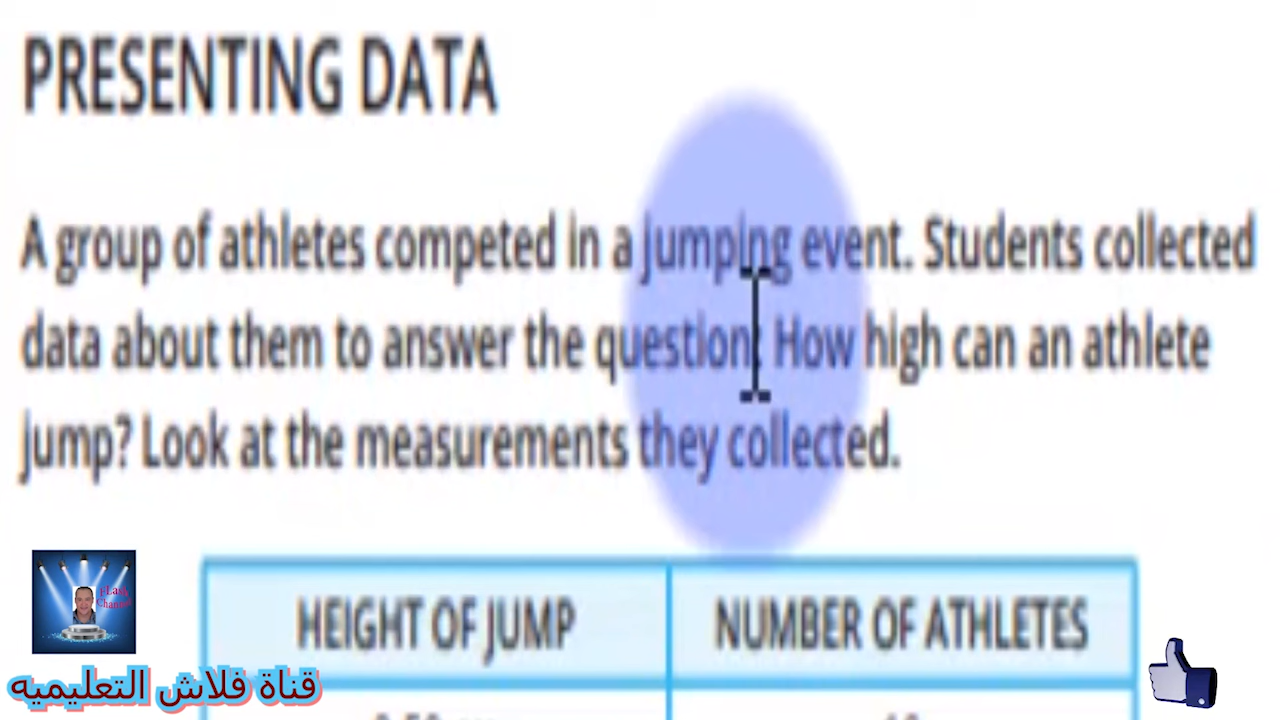 PRESENTING DATA
A group of athletes competed in a jumping event. Students collected
data about them to answer the question: How high can an athlete
jump? Look at the measurements they collected.
HEIGHT OF JUMP
NUMBER OF ATHLETES
Flash
Channel
قناة فلاش التعليميه